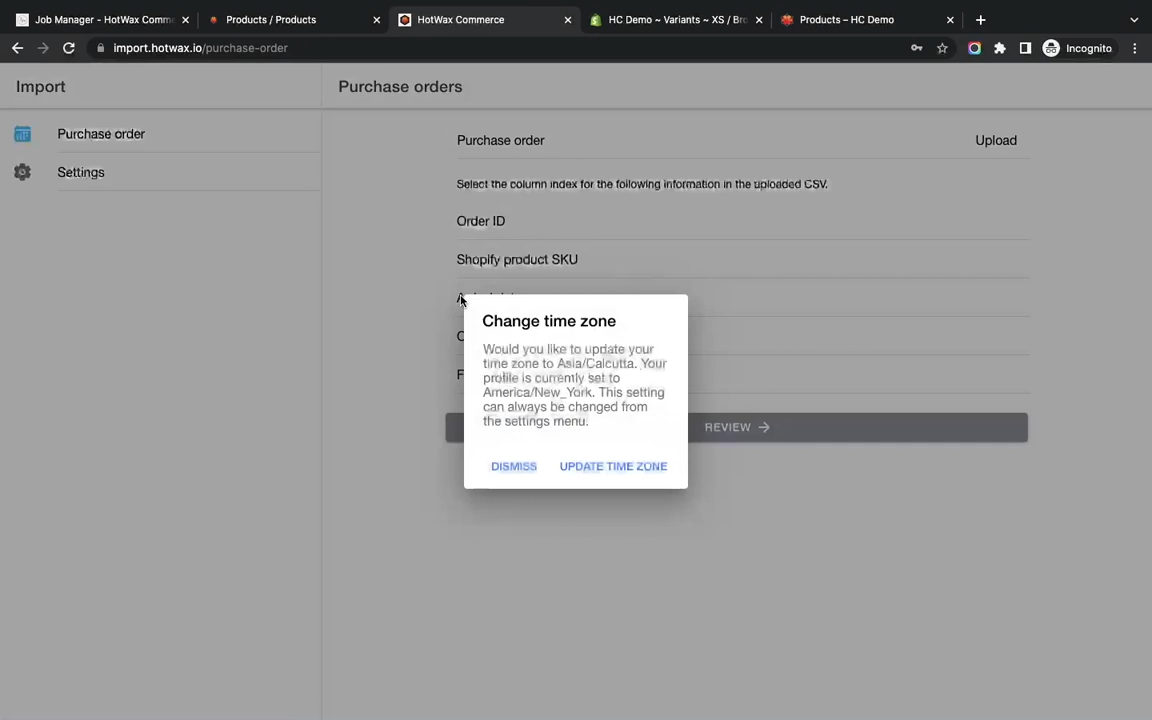 Job Manager - HotWax Comme
Products / Products
HotWax Commerce
HC Demo ~ Variants ~ XS / Bro
Products – HC Demo
import.hotwax.io/purchase-order
Incognito
Import
Purchase orders
Purchase order
Settings
Purchase order
Upload
Select the column index for the following information in the uploaded CSV.
Order ID
Shopify product SKU
Change time zone
Would you like to update your
time zone to Asia/Calcutta. Your
profile is currently set to
America/New_York. This setting
can always be changed from
the settings menu.
DISMISS
UPDATE TIME ZONE
REVIEW